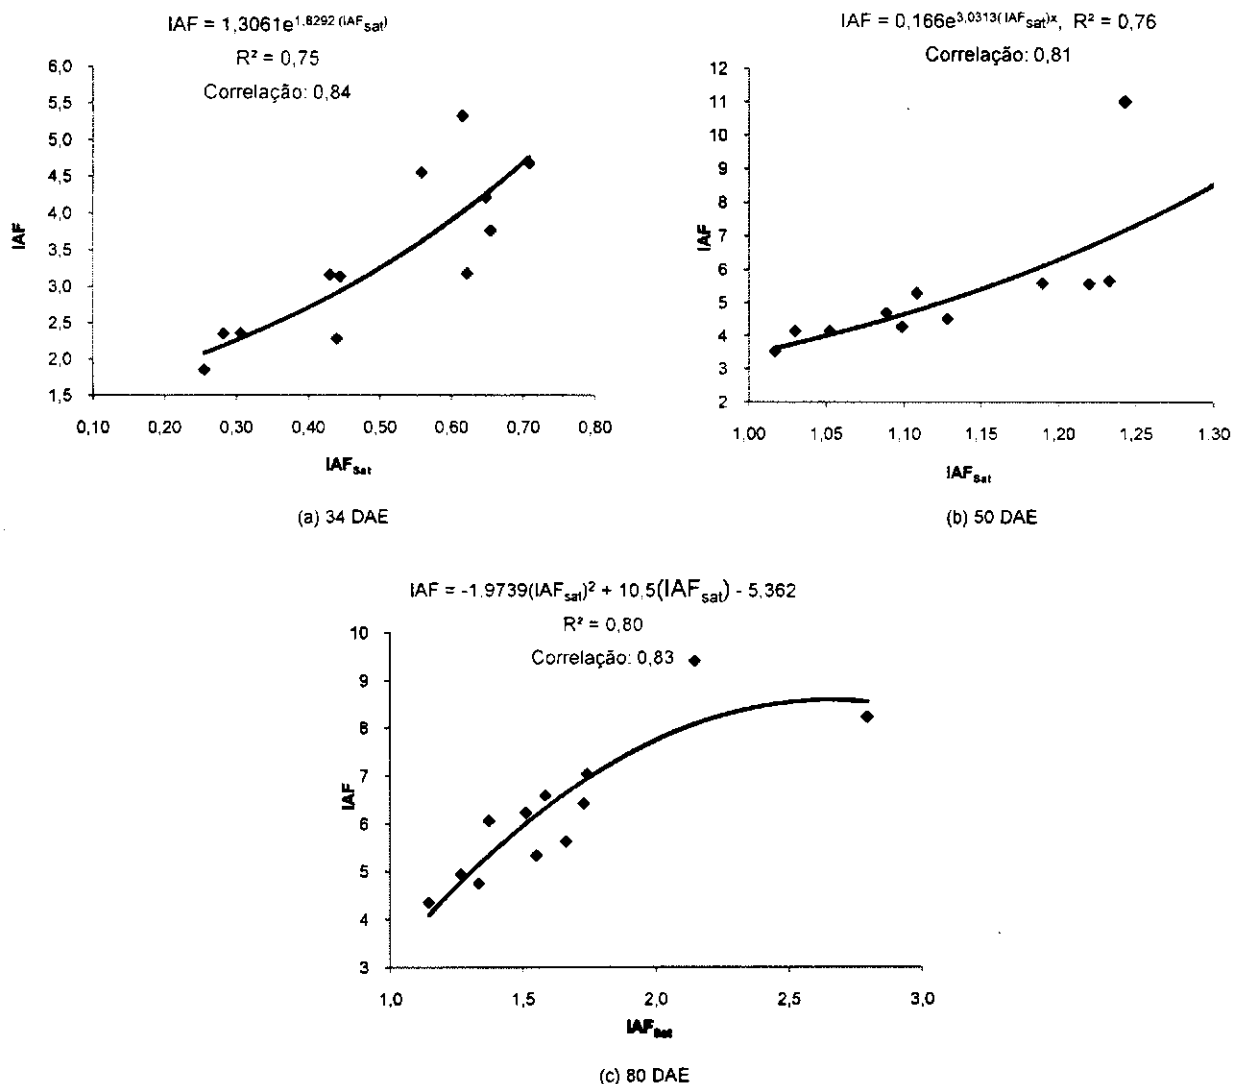 IAF = 1,3061e^1,8292 (IAF_Sat)
R² = 0,75
Correlação: 0,84
6,0
5,5
5,0
4,5
4,0
3,5
3,0
2,5
2,0
1,5
IAF
0,10 0,20 0,30 0,40 0,50 0,60 0,70 0,80
IAF_Sat
(a) 34 DAE
IAF = 0,166e^3,0313(IAF_Sat)x, R² = 0,76
Correlação: 0,81
12
11
10
9
8
7
6
5
4
3
2
IAF
1,00 1,05 1,10 1,15 1,20 1,25 1,30
IAF_Sat
(b) 50 DAE
IAF = -1,9739(IAF_sat)² + 10,5(IAF_sat) - 5,362
R² = 0,80
Correlação: 0,83
10
9
8
7
6
5
4
3
IAF
1,0 1,5 2,0 2,5 3,0
IAF_Sat
(c) 80 DAE